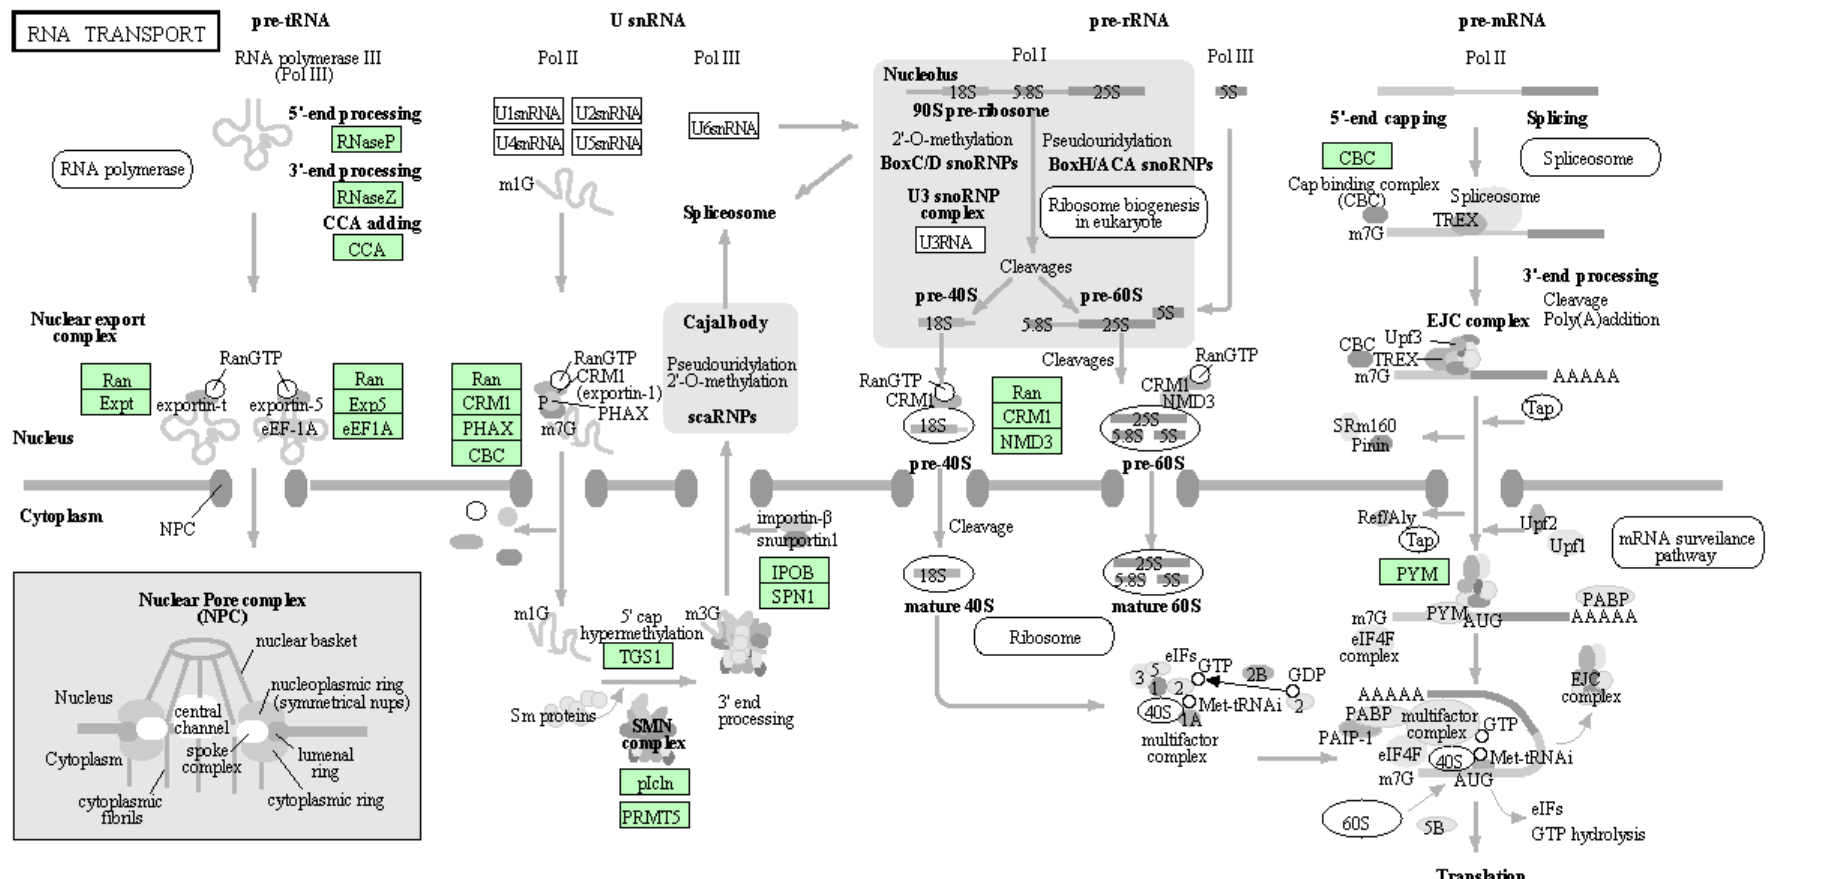 RNA TRANSPORT
pre-tRNA
RNA polymerase III
(Pol III)
5'-end processing
RNaseP
RNA polymerase
3'-end processing
RNaseZ
CCA adding
CCA
Nuclear export
complex
RanGTP
Ran
Expt
exportin-t
exportin-5
eEF-1A
Ran
Exp5
eEF1A
Nucleus
Cytoplasm
NPC
U snRNA
Pol II
Pol III
U1snRNA
U2snRNA
U4snRNA
U5snRNA
U6snRNA
m1G
Spliceosome
Cajal body
Pseudouridylation
2'-O-methylation
scaRNPs
Ran
CRM1
PHAX
CBC
RanGTP
CRM1
(exportin-1)
P
PHAX
m7G
importin-β
snurportin1
IPOB
SPN1
m1G
5' cap
hypermethylation
m3G
TGS1
Sm proteins
SMN
complex
3' end
processing
pIcln
PRMT5
pre-rRNA
Pol I
Pol III
Nucleolus
18S
5.8S
25S
5S
90S pre-ribosome
2'-O-methylation
Pseudouridylation
BoxC/D snoRNPs
BoxH/ACA snoRNPs
U3 snoRNP
complex
U3RNA
Ribosome biogenesis
in eukaryote
Cleavages
pre-40S
pre-60S
18S
5.8S
25S
5S
Cleavages
RanGTP
CRM1
18S
Ran
CRM1
NMD3
RanGTP
CRM1
NMD3
25S
5.8S
5S
pre-40S
pre-60S
Cleavage
18S
25S
5.8S
5S
mature 40S
mature 60S
Ribosome
eIFs
GTP
2B
GDP
3
5
1
2
2
Met-tRNAi
40S
1A
multifactor
complex
pre-mRNA
Pol II
5'-end capping
Splicing
CBC
Spliceosome
Cap binding complex
(CBC)
Spliceosome
TREX
m7G
3'-end processing
Cleavage
Poly(A)addition
EJC complex
CBC
Upf3
TREX
m7G
AAAAA
Tap
SRm160
Pinin
Ref/Aly
Tap
Upf2
Upf1
mRNA surveilance
pathway
PYM
m7G
PYM
AUG
PABP
AAAAA
eIF4F
complex
EJC
complex
AAAAA
PABP
multifactor
complex
GTP
PAIP-1
eIF4F
40S
Met-tRNAi
m7G
AUG
60S
5B
eIFs
GTP hydrolysis
Translation
Nuclear Pore complex
(NPC)
nuclear basket
Nucleus
nucleoplasmic ring
(symmetrical nups)
central
channel
Cytoplasm
spoke
complex
lumenal
ring
cytoplasmic
fibrils
cytoplasmic ring